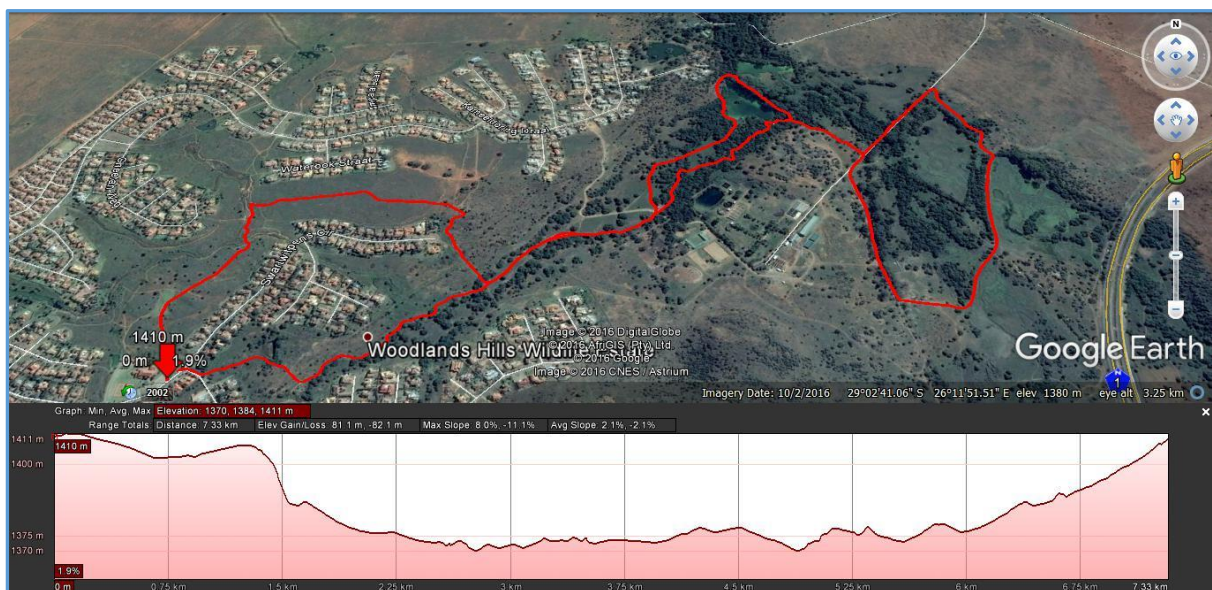 N
Waterbok Straat
1410 m
0 m 1.9%
Woodlands Hills Wildlife Estate
Image © 2016 DigitalGlobe
© 2016 AfriGIS (Pty) Ltd.
© 2016 Google
Image © 2016 CNES / Astrium
Google Earth
2002
Imagery Date: 10/2/2016 29°02'41.06" S 26°11'51.51" E elev 1380 m eye alt 3.25 km
1
Graph: Min, Avg, Max Elevation: 1370, 1384, 1411 m
Range Totals: Distance: 7.33 km Elev Gain/Loss: 81.1 m, -82.1 m Max Slope: 8.0%, -11.1% Avg Slope: 2.1%, -2.1%
1411 m
1410 m
1400 m
1375 m
1370 m
1.9%
0 m 0.75 km 1.5 km 2.25 km 3 km 3.75 km 4.5 km 5.25 km 6 km 6.75 km 7.33 km